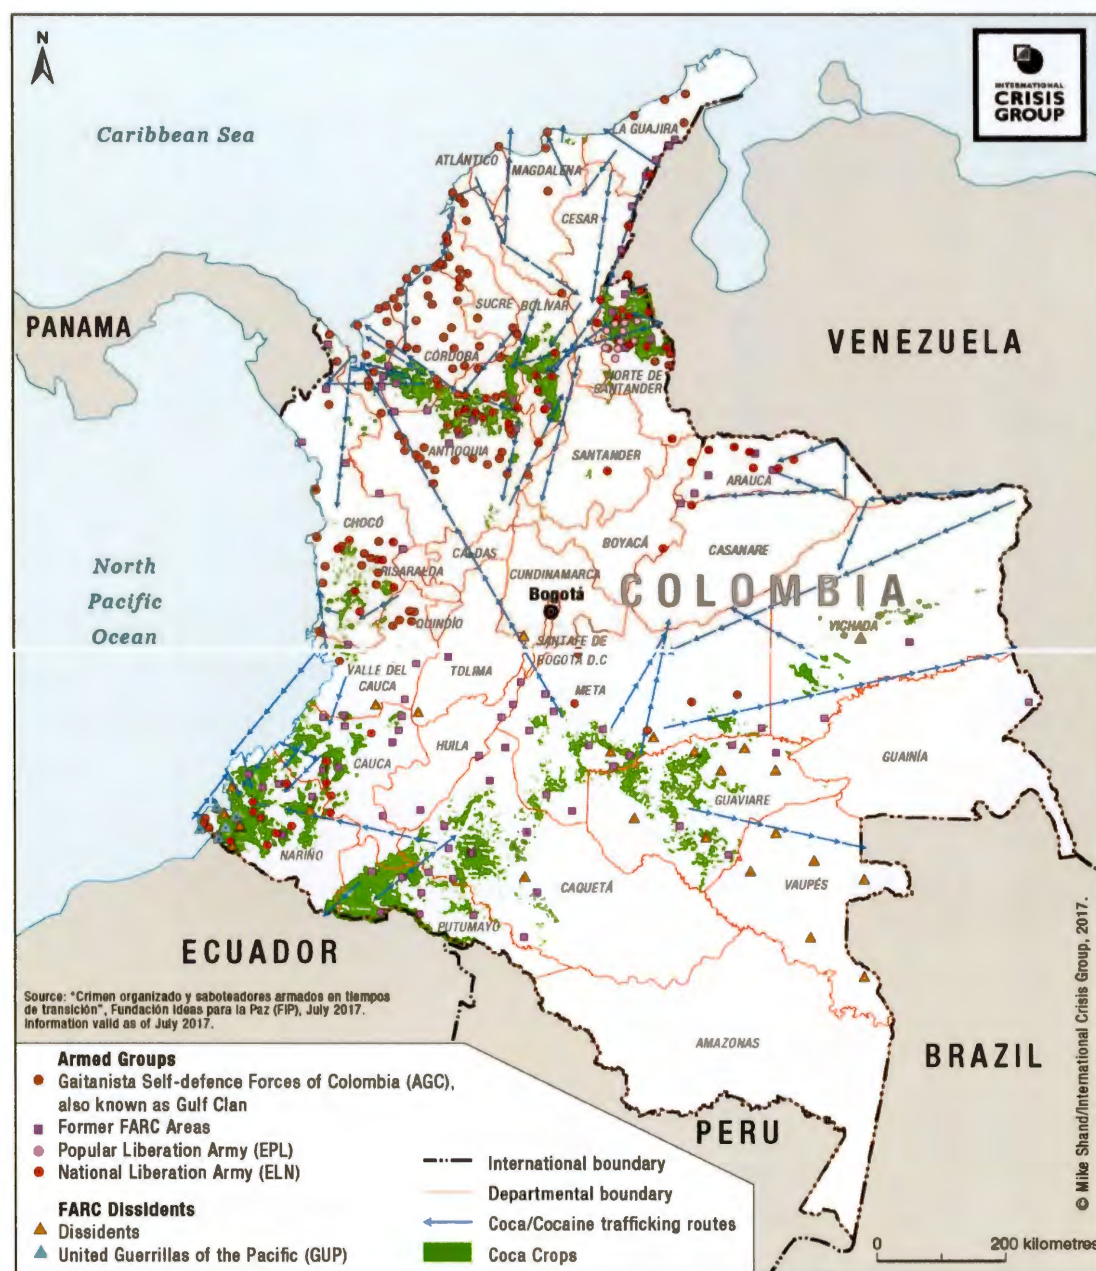 N
INTERNATIONAL
CRISIS
GROUP
Caribbean Sea
LA GUAJIRA
ATLÁNTICO
MAGDALENA
CESAR
PANAMA
SUCRE
BOLÍVAR
VENEZUELA
CÓRDOBA
NORTE DE
SANTANDER
ANTIOQUIA
SANTANDER
ARAUCA
CHOCÓ
BOYACÁ
CASANARE
CALDAS
RISARALDA
CUNDINAMARCA
North
Pacific
Ocean
Bogotá
COLOMBIA
QUINDÍO
VICHADA
SANTAFE DE
BOGOTA D.C
VALLE DEL
CAUCA
TOLIMA
META
HUILA
CAUCA
GUAINÍA
GUAVIARE
NARIÑO
CAQUETÁ
VAUPÉS
PUTUMAYO
ECUADOR
Source: "Crimen organizado y saboteadores armados en tiempos
de transición", Fundación Ideas para la Paz (FIP), July 2017.
Information valid as of July 2017.
AMAZONAS
BRAZIL
PERU
© Mike Shand/International Crisis Group, 2017.
Armed Groups
Gaitanista Self-defence Forces of Colombia (AGC),
also known as Gulf Clan
Former FARC Areas
Popular Liberation Army (EPL)
National Liberation Army (ELN)
FARC Dissidents
Dissidents
United Guerrillas of the Pacific (GUP)
International boundary
Departmental boundary
Coca/Cocaine trafficking routes
Coca Crops
0 200 kilometres